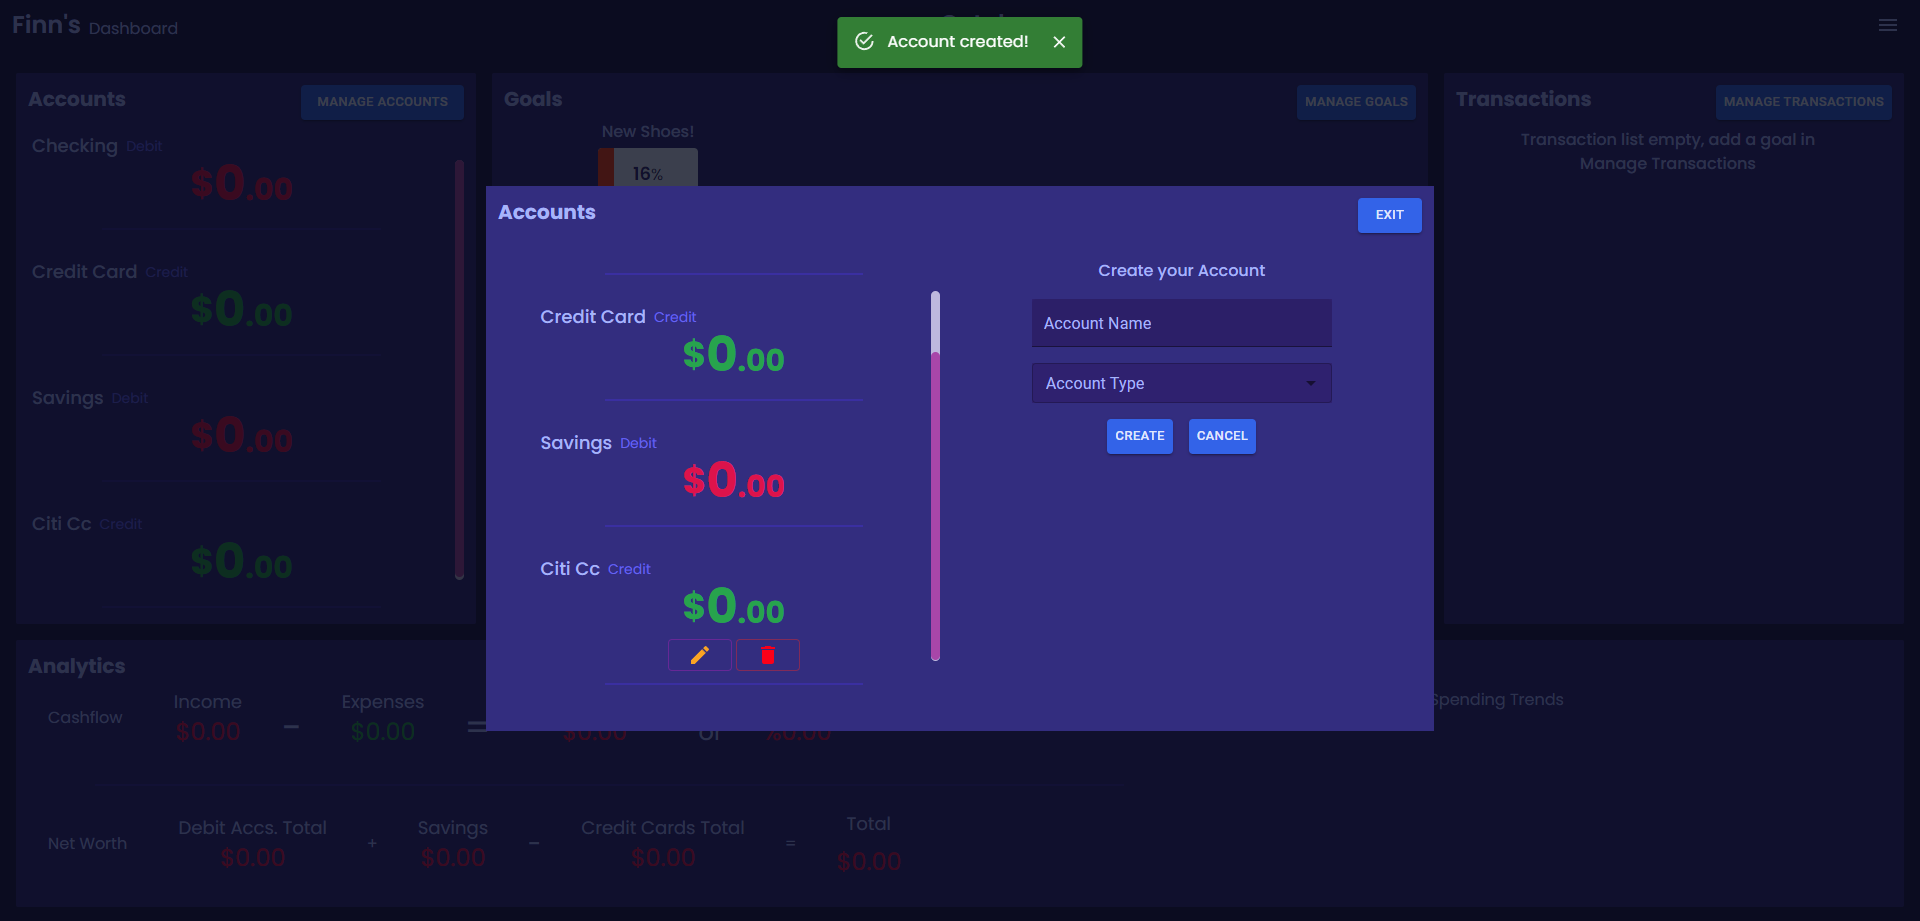 Finn's Dashboard
Account created!
Accounts
MANAGE ACCOUNTS
Checking Debit
$0.00
Credit Card Credit
$0.00
Savings Debit
$0.00
Citi Cc Credit
$0.00
Goals
MANAGE GOALS
New Shoes!
16%
Transactions
MANAGE TRANSACTIONS
Transaction list empty, add a goal in
Manage Transactions
Accounts
EXIT
Credit Card Credit
$0.00
Savings Debit
$0.00
Citi Cc Credit
$0.00
Create your Account
Account Name
Account Type
CREATE CANCEL
Analytics
Cashflow
Income
$0.00
−
Expenses
$0.00
=
$0.00
or
%0.00
Spending Trends
Net Worth
Debit Accs. Total
$0.00
+
Savings
$0.00
−
Credit Cards Total
$0.00
=
Total
$0.00